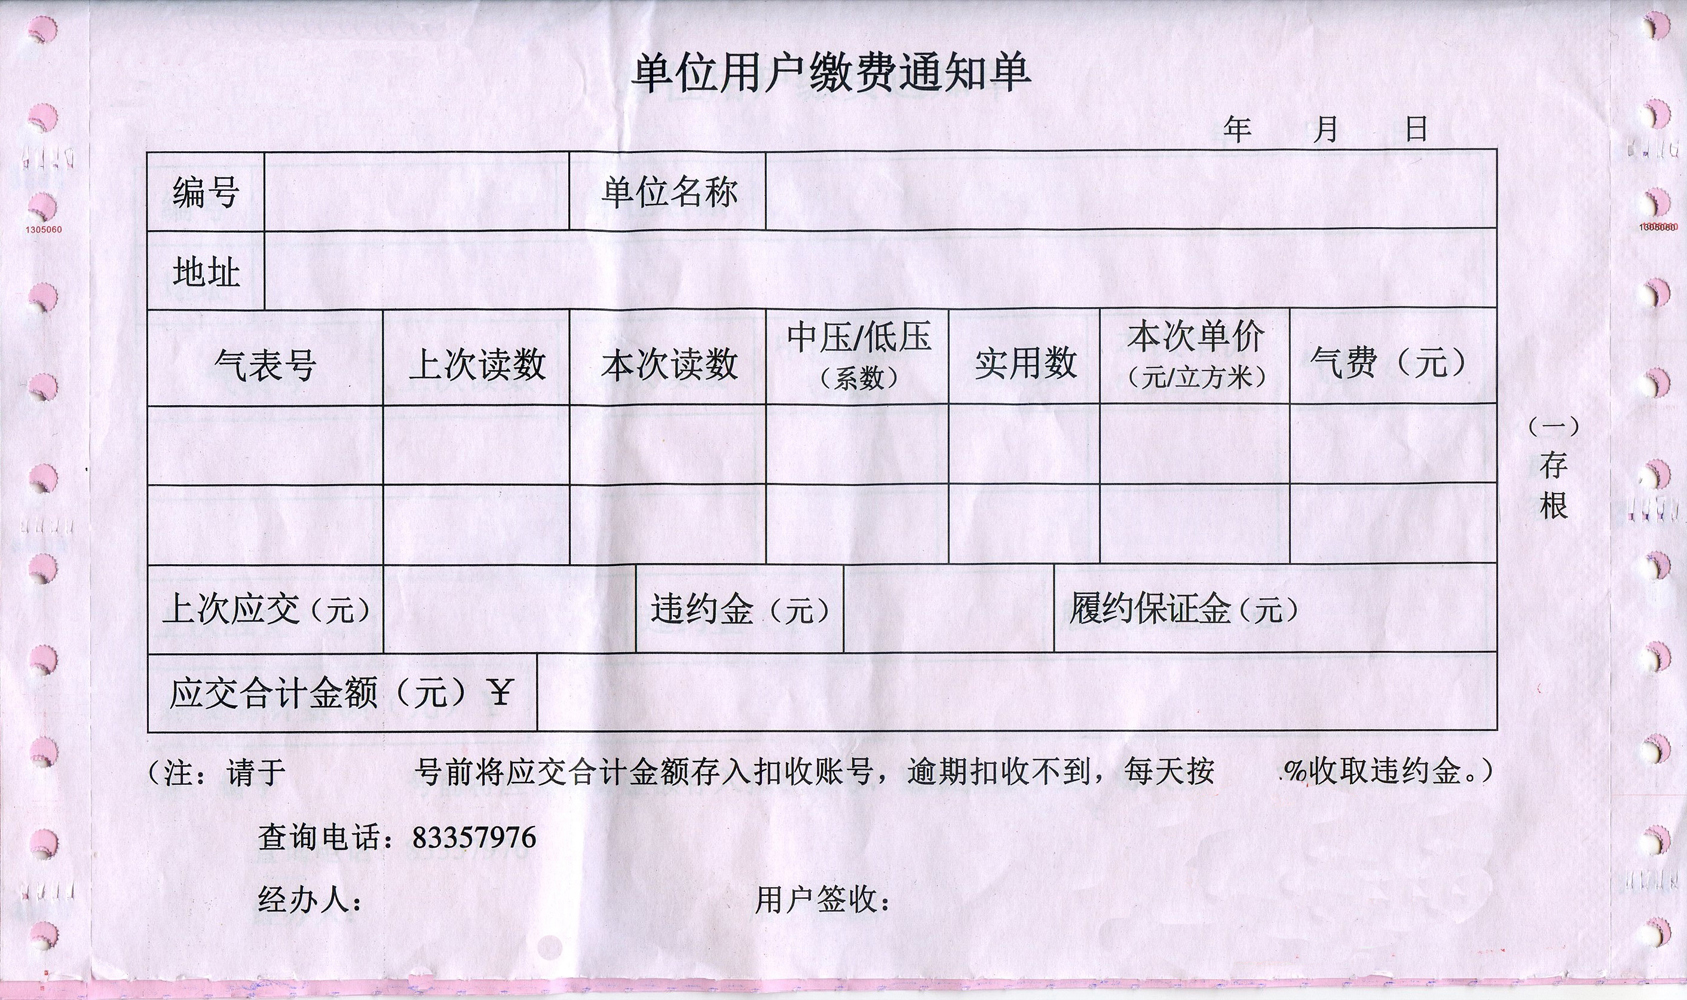 单位用户缴费通知单
年 月 日
编号 单位名称
地址
气表号 上次读数 本次读数 中压/低压（系数） 实用数 本次单价（元/立方米） 气费（元）
上次应交（元） 违约金（元） 履约保证金（元）
应交合计金额（元）￥
（注：请于 号前将应交合计金额存入扣收账号，逾期扣收不到，每天按 .%收取违约金。）
查询电话：83357976
经办人： 用户签收：
（一）存根
1305060